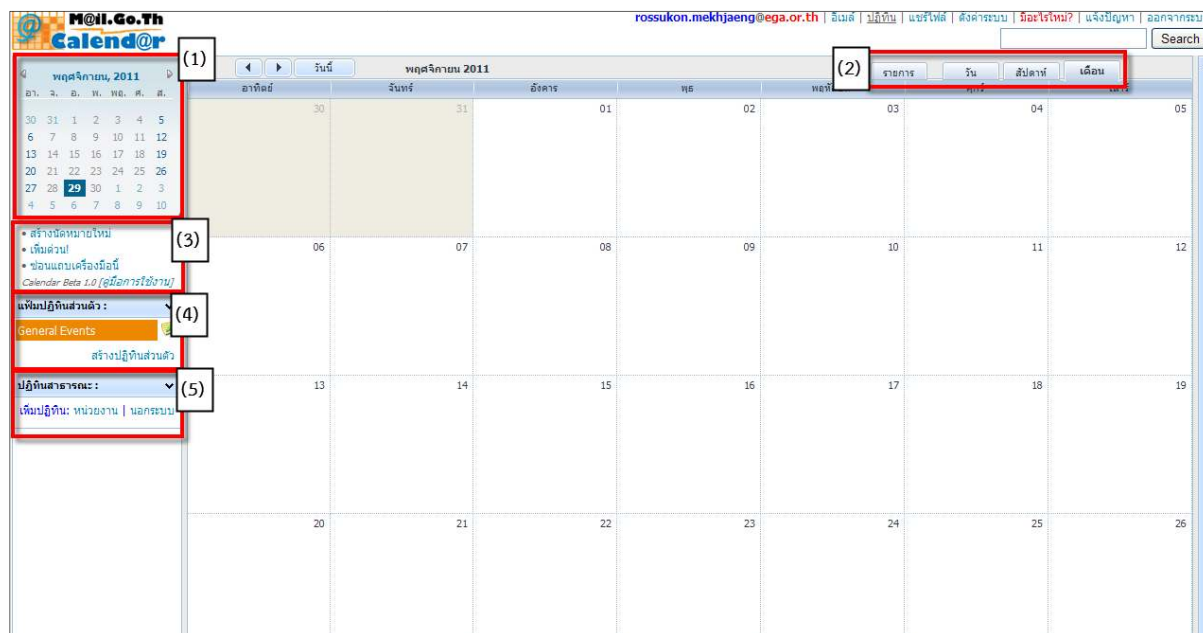 M@il.Go.Th
Calend@r
rossukon.mekhjaeng@ega.or.th | อีเมล์ | ปฏิทิน | แชร์ไฟล์ | ตั้งค่าระบบ | มีอะไรใหม่? | แจ้งปัญหา | ออกจากระบบ
Search
(1)
พฤศจิกายน, 2011
อา. จ. อ. พ. พฤ. ศ. ส.
30 31 1 2 3 4 5
6 7 8 9 10 11 12
13 14 15 16 17 18 19
20 21 22 23 24 25 26
27 28 29 30 1 2 3
4 5 6 7 8 9 10
วันนี้
พฤศจิกายน 2011
(2)
รายการ วัน สัปดาห์ เดือน
อาทิตย์ จันทร์ อังคาร พุธ
30 31 01 02 03 04 05
(3)
• สร้างนัดหมายใหม่
• เพิ่มด่วน!
• ซ่อนแถบเครื่องมือนี้
Calendar Beta 1.0 [คู่มือการใช้งาน]
06 07 08 09 10 11 12
(4)
แฟ้มปฏิทินส่วนตัว :
General Events
สร้างปฏิทินส่วนตัว
(5)
ปฏิทินสาธารณะ :
เพิ่มปฏิทิน: หน่วยงาน | นอกระบบ
13 14 15 16 17 18 19
20 21 22 23 24 25 26